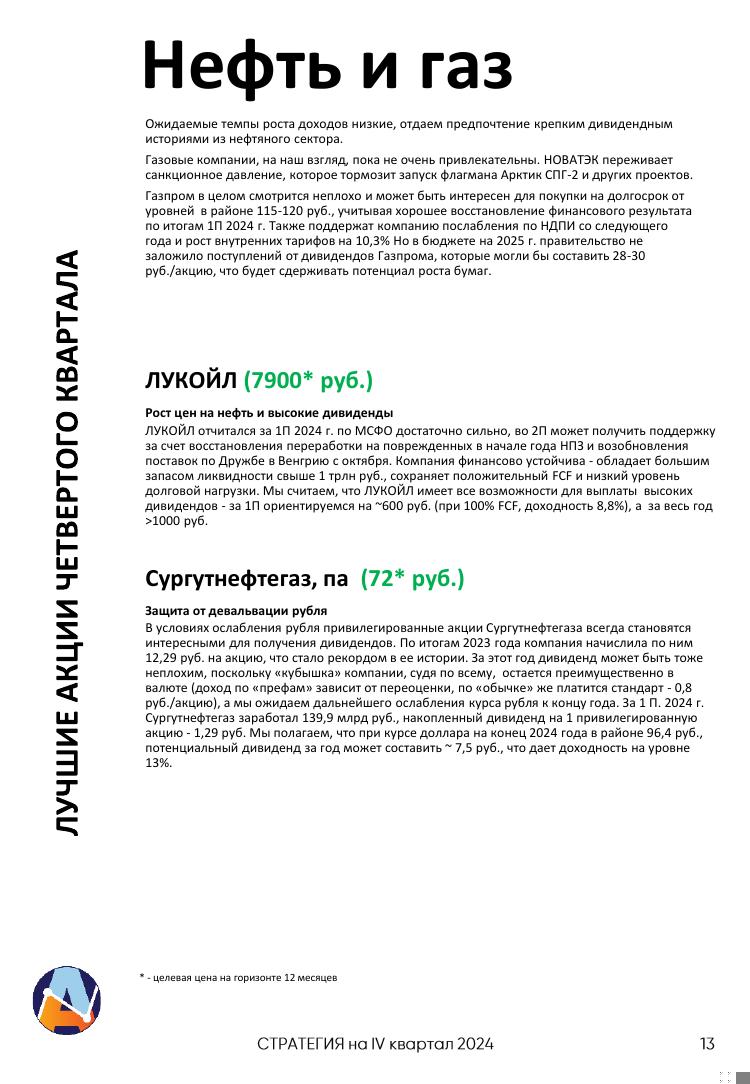 Нефть и газ
Ожидаемые темпы роста доходов низкие, отдаем предпочтение крепким дивидендным
историями из нефтяного сектора.
Газовые компании, на наш взгляд, пока не очень привлекательны. НОВАТЭК переживает
санкционное давление, которое тормозит запуск флагмана Арктик СПГ-2 и других проектов.
Газпром в целом смотрится неплохо и может быть интересен для покупки на долгосрок от
уровней в районе 115-120 руб., учитывая хорошее восстановление финансового результата
по итогам 1П 2024 г. Также поддержат компанию послабления по НДПИ со следующего
года и рост внутренних тарифов на 10,3% Но в бюджете на 2025 г. правительство не
заложило поступлений от дивидендов Газпрома, которые могли бы составить 28-30
руб./акцию, что будет сдерживать потенциал роста бумаг.
ЛУЧШИЕ АКЦИИ ЧЕТВЕРТОГО КВАРТАЛА
ЛУКОЙЛ (7900* руб.)
Рост цен на нефть и высокие дивиденды
ЛУКОЙЛ отчитался за 1П 2024 г. по МСФО достаточно сильно, во 2П может получить поддержку
за счет восстановления переработки на поврежденных в начале года НПЗ и возобновления
поставок по Дружбе в Венгрию с октября. Компания финансово устойчива - обладает большим
запасом ликвидности свыше 1 трлн руб., сохраняет положительный FCF и низкий уровень
долговой нагрузки. Мы считаем, что ЛУКОЙЛ имеет все возможности для выплаты высоких
дивидендов - за 1П ориентируемся на ~600 руб. (при 100% FCF, доходность 8,8%), а за весь год
>1000 руб.
Сургутнефтегаз, па (72* руб.)
Защита от девальвации рубля
В условиях ослабления рубля привилегированные акции Сургутнефтегаза всегда становятся
интересными для получения дивидендов. По итогам 2023 года компания начислила по ним
12,29 руб. на акцию, что стало рекордом в ее истории. За этот год дивиденд может быть тоже
неплохим, поскольку «кубышка» компании, судя по всему, остается преимущественно в
валюте (доход по «префам» зависит от переоценки, по «обычке» же платится стандарт - 0,8
руб./акцию), а мы ожидаем дальнейшего ослабления курса рубля к концу года. За 1 П. 2024 г.
Сургутнефтегаз заработал 139,9 млрд руб., накопленный дивиденд на 1 привилегированную
акцию - 1,29 руб. Мы полагаем, что при курсе доллара на конец 2024 года в районе 96,4 руб.,
потенциальный дивиденд за год может составить ~ 7,5 руб., что дает доходность на уровне
13%.
* - целевая цена на горизонте 12 месяцев
СТРАТЕГИЯ на IV квартал 2024
13